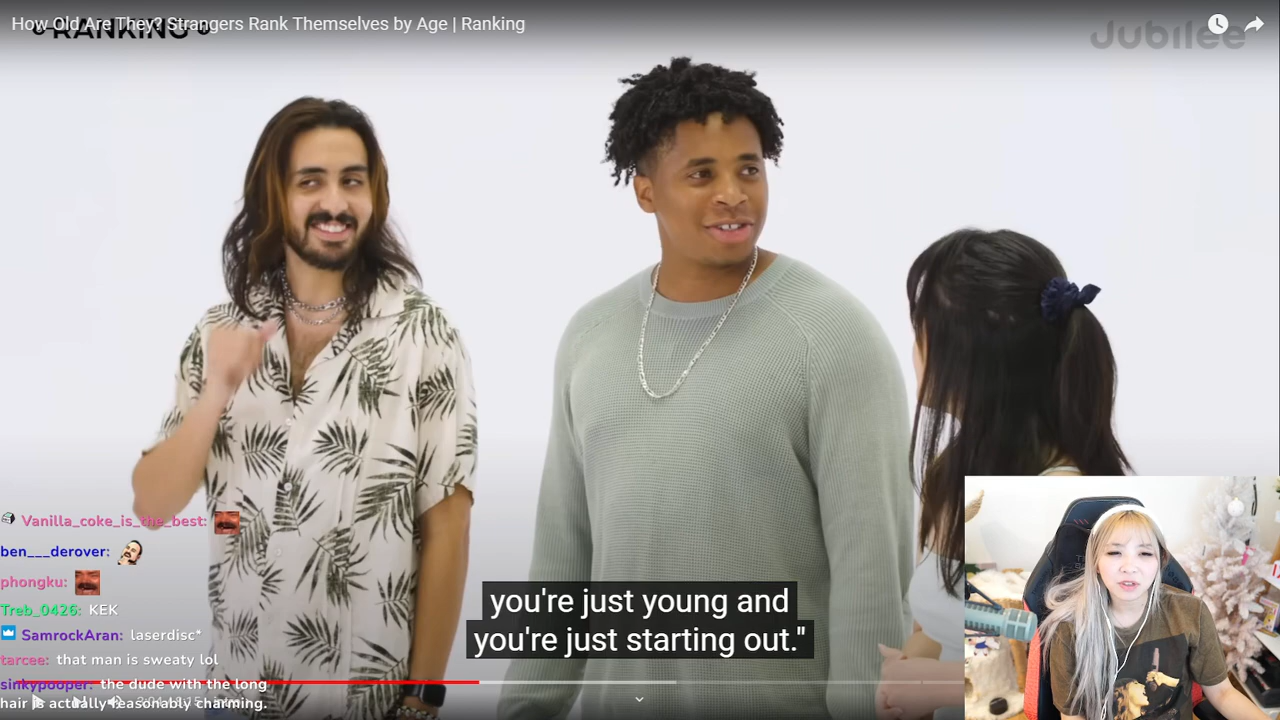 How Old Are They? Strangers Rank Themselves by Age | Ranking
RANKING
Jubilee
Vanilla_coke_is_the_best:
ben___derover:
phongku:
Treb_0426: KEK
SamrockAran: laserdisc*
tarcee: that man is sweaty lol
sinkypooper: the dude with the long
hair is actually reasonably charming.
you're just young and
you're just starting out."